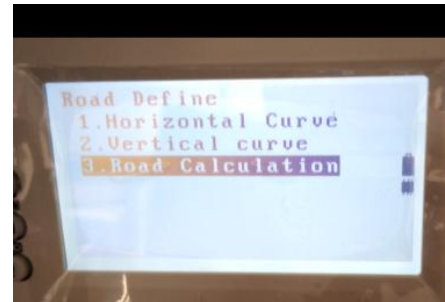 Road Define
1.Horizontal Curve
2.Vertical curve
3.Road Calculation